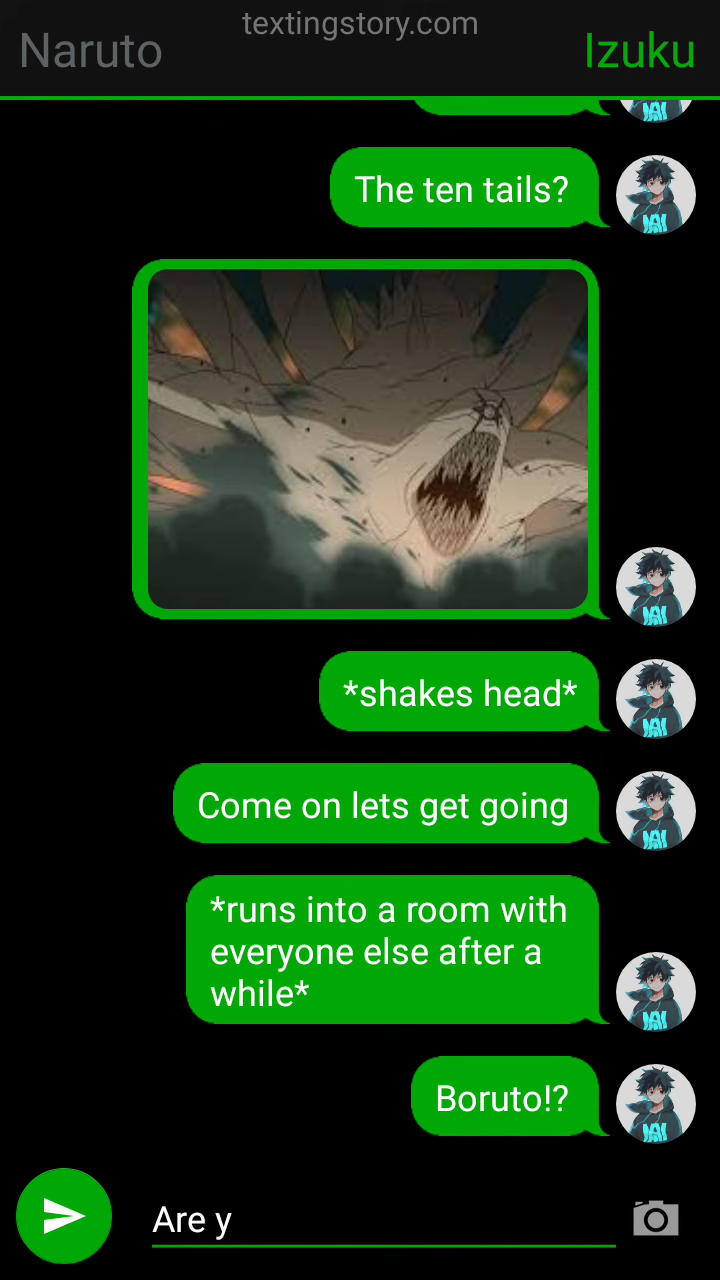 textingstory.com
Naruto
Izuku
The ten tails?
*shakes head*
Come on lets get going
*runs into a room with
everyone else after a
while*
Boruto!?
Are y